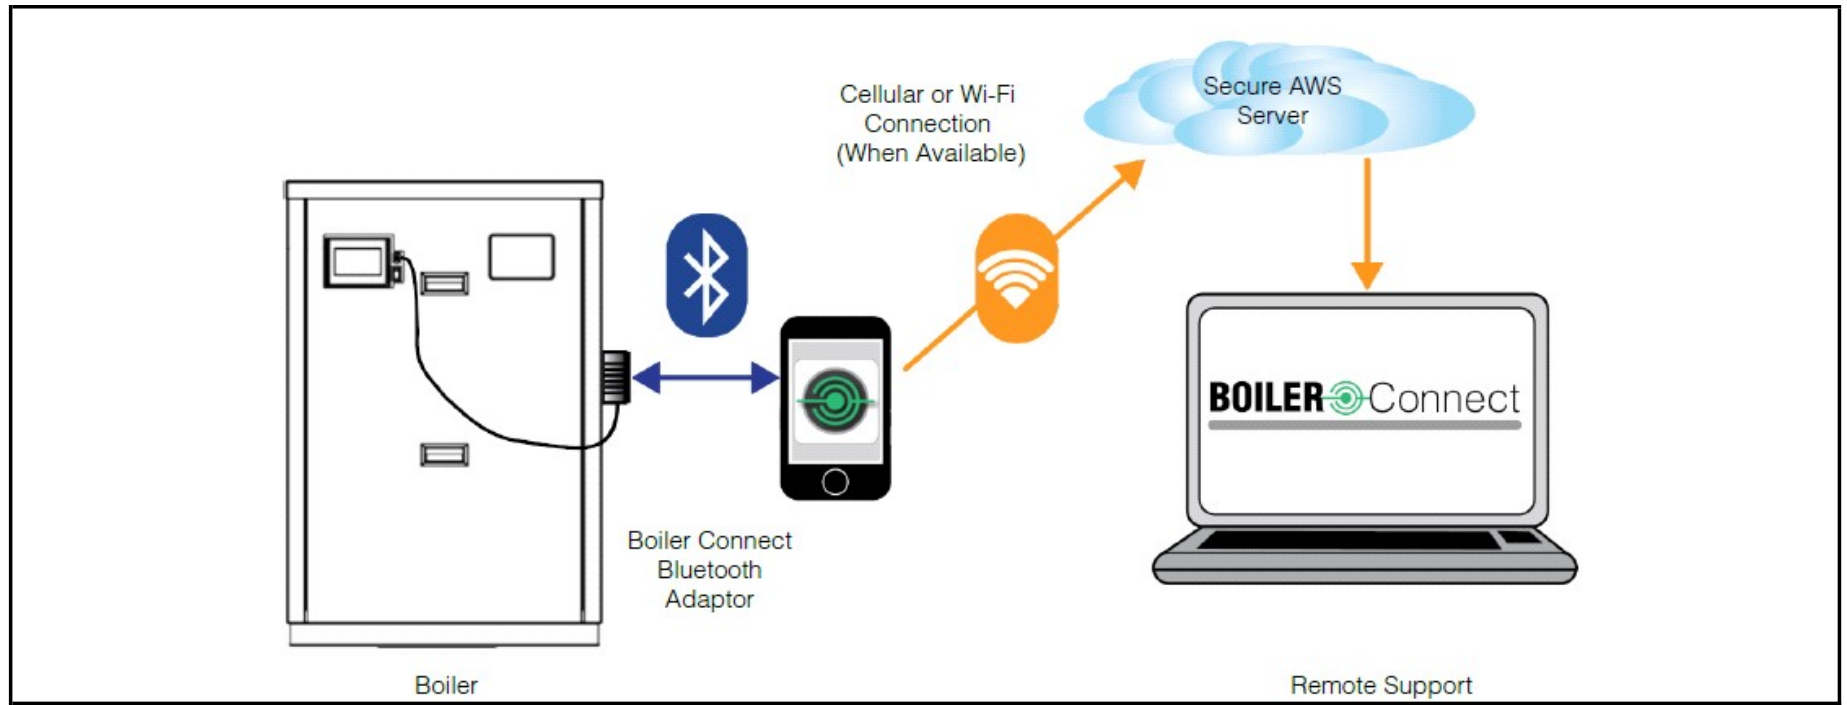 Cellular or Wi-Fi
Connection
(When Available)
Secure AWS
Server
BOILER Connect
Boiler Connect
Bluetooth
Adaptor
Boiler
Remote Support